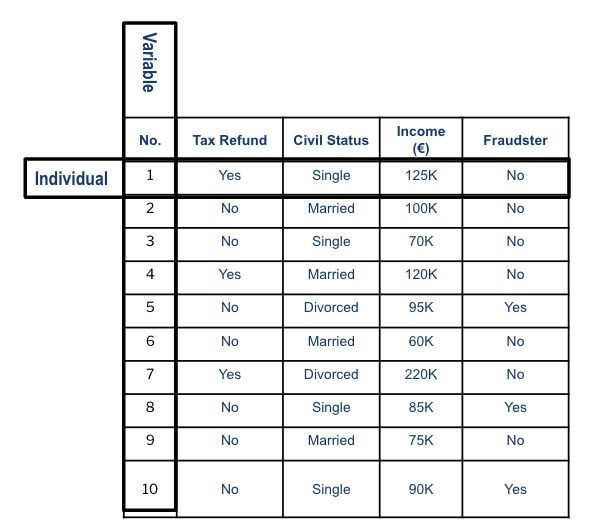 Variable
No. Tax Refund Civil Status Income (€) Fraudster
Individual 1 Yes Single 125K No
2 No Married 100K No
3 No Single 70K No
4 Yes Married 120K No
5 No Divorced 95K Yes
6 No Married 60K No
7 Yes Divorced 220K No
8 No Single 85K Yes
9 No Married 75K No
10 No Single 90K Yes